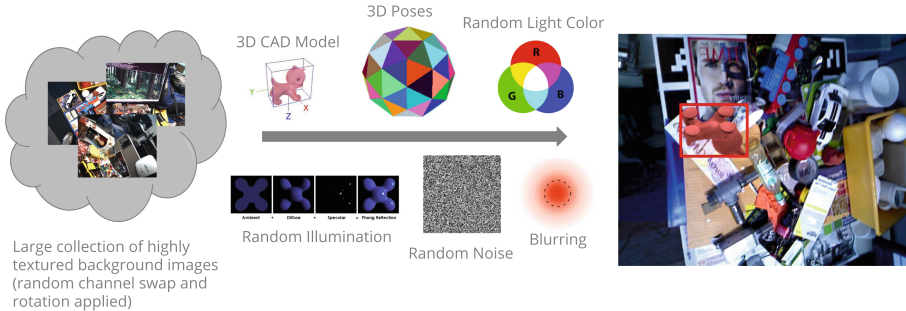 3D Poses
Random Light Color
3D CAD Model
R
G
B
Y
Z
X
Ambient + Diffuse + Specular = Phong Reflection
Random Illumination
Random Noise
Blurring
Large collection of highly
textured background images
(random channel swap and
rotation applied)